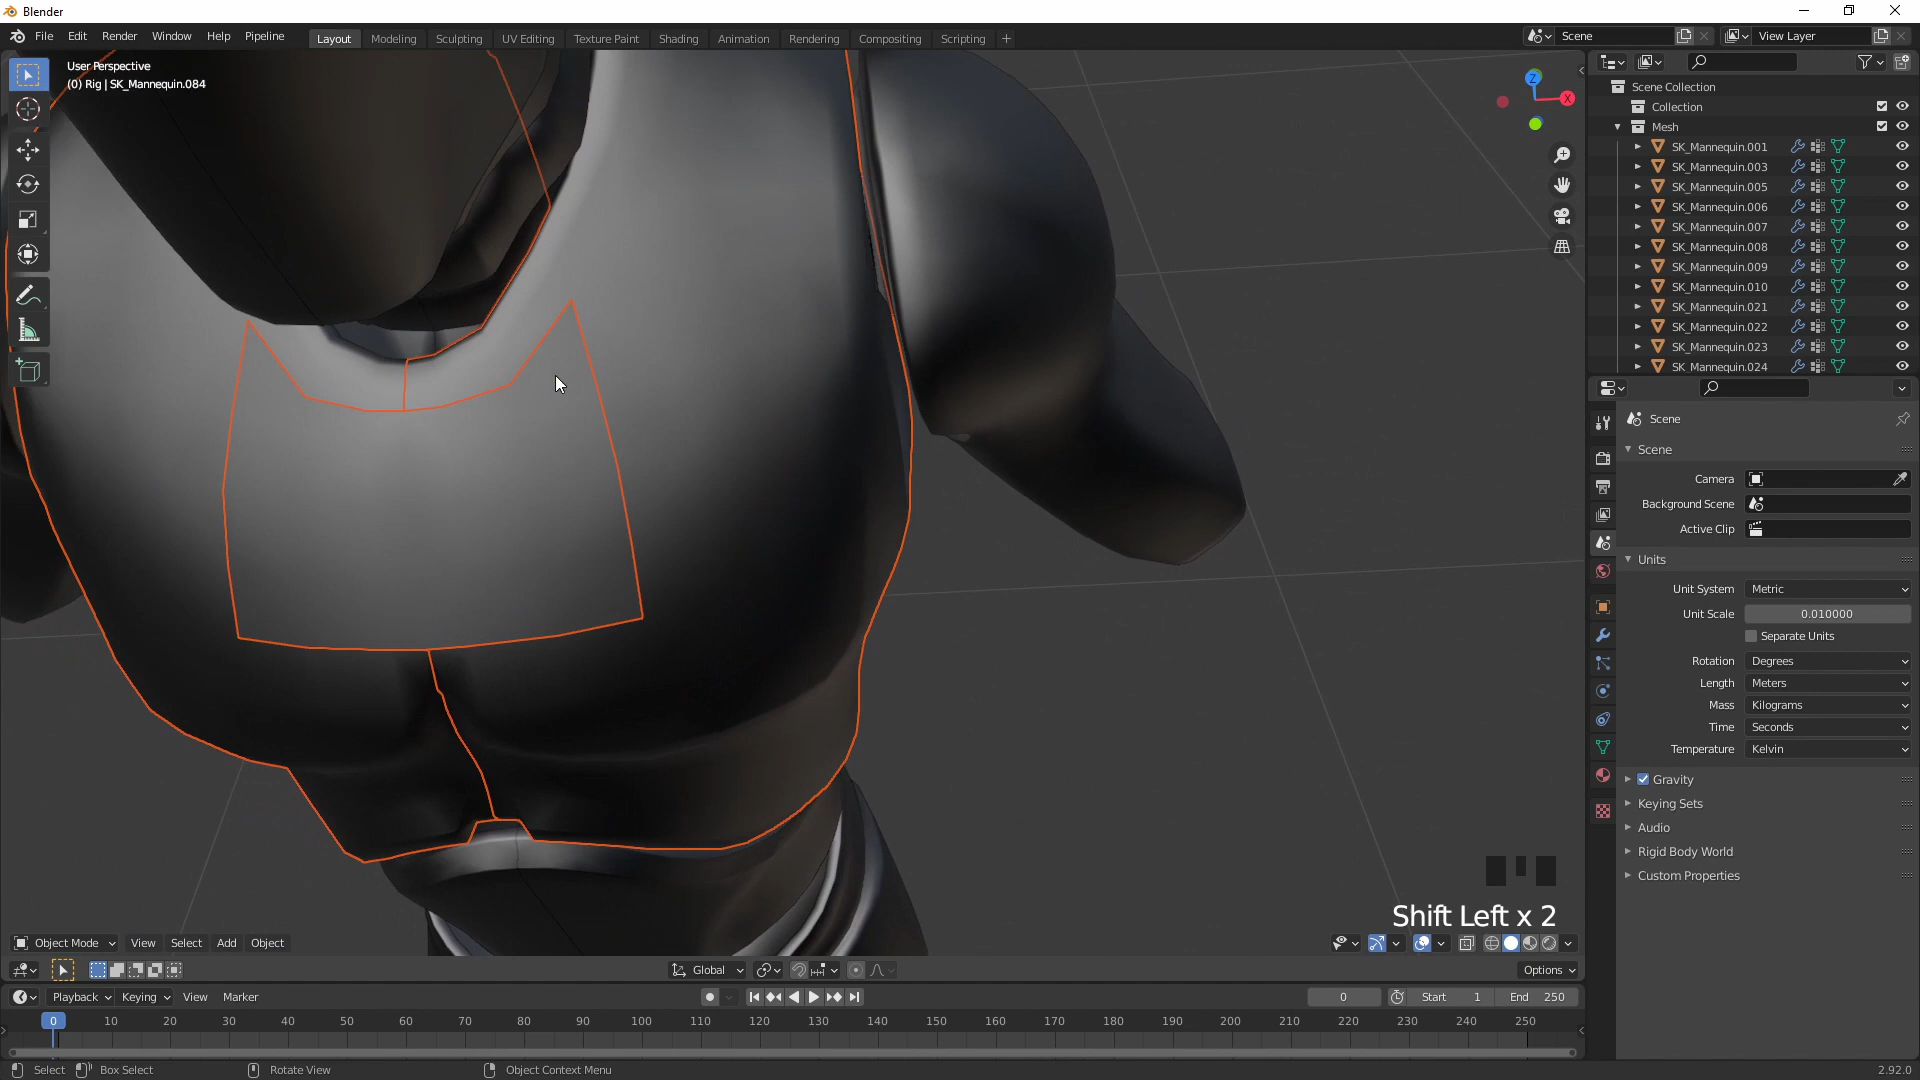 Blender
File Edit Render Window Help Pipeline Layout Modeling Sculpting UV Editing Texture Paint Shading Animation Rendering Compositing Scripting + Scene View Layer
User Perspective
(0) Rig | SK_Mannequin.084
Z
X
Scene Collection
Collection
Mesh
SK_Mannequin.001
SK_Mannequin.003
SK_Mannequin.005
SK_Mannequin.006
SK_Mannequin.007
SK_Mannequin.008
SK_Mannequin.009
SK_Mannequin.010
SK_Mannequin.021
SK_Mannequin.022
SK_Mannequin.023
SK_Mannequin.024
Scene
Scene
Camera
Background Scene
Active Clip
Units
Unit System Metric
Unit Scale 0.010000
Separate Units
Rotation Degrees
Length Meters
Mass Kilograms
Time Seconds
Temperature Kelvin
Gravity
Keying Sets
Audio
Rigid Body World
Custom Properties
Shift Left x 2
Object Mode View Select Add Object
Global Options
Playback Keying View Marker 0 Start 1 End 250
0 10 20 30 40 50 60 70 80 90 100 110 120 130 140 150 160 170 180 190 200 210 220 230 240 250
Select Box Select Rotate View Object Context Menu 2.92.0